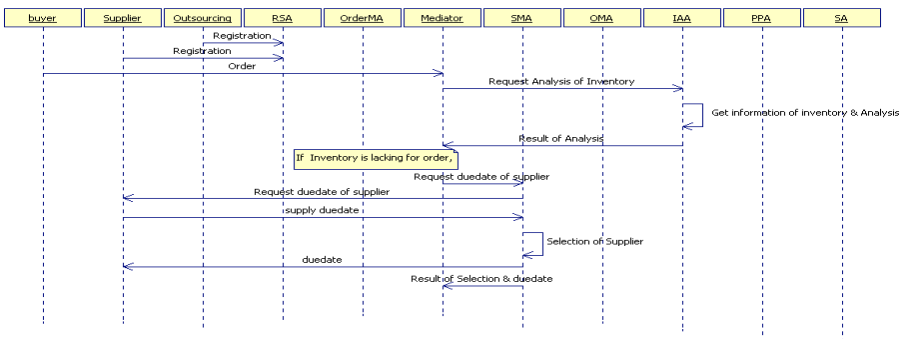 buyer Supplier Outsourcing RSA OrderMA Mediator SMA OMA IAA PPA SA
Registration
Registration
Order
Request Analysis of Inventory
Get information of inventory & Analysis
Result of Analysis
If Inventory is lacking for order,
Request duedate of supplier
Request duedate of supplier
supply duedate
Selection of Supplier
duedate
Result of Selection & duedate